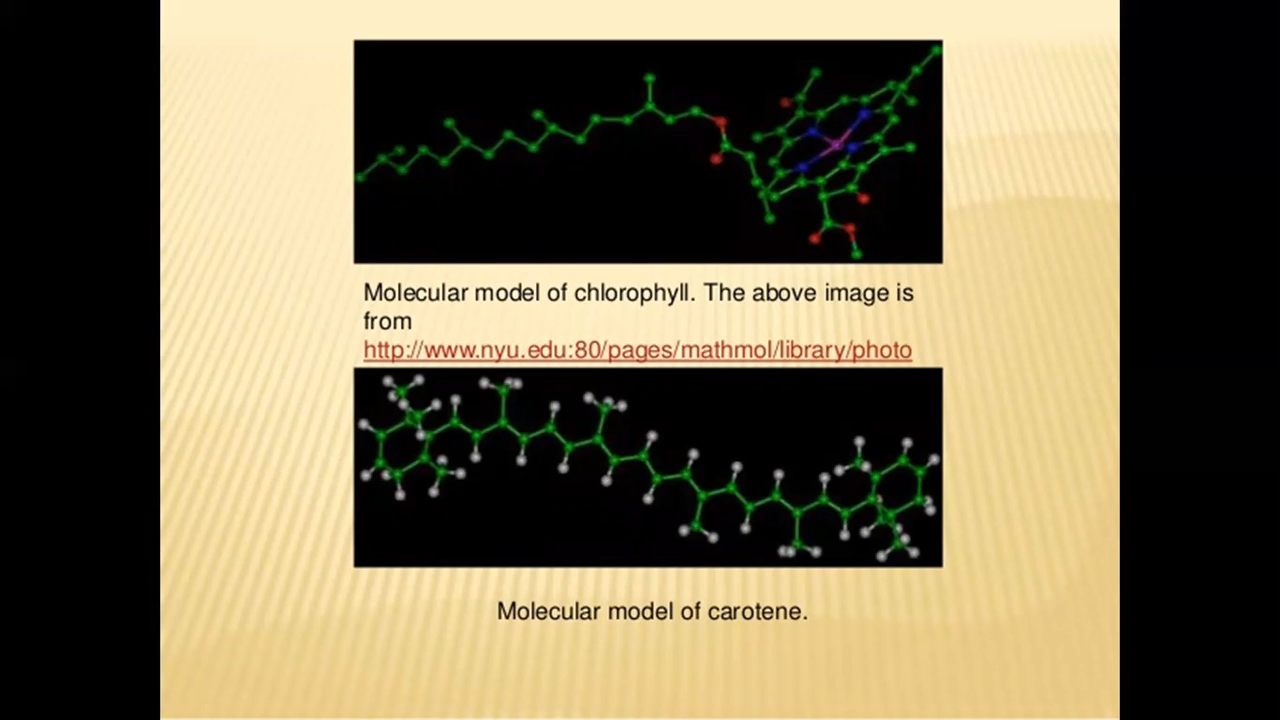 Molecular model of chlorophyll. The above image is
from
http://www.nyu.edu:80/pages/mathmol/library/photo
Molecular model of carotene.